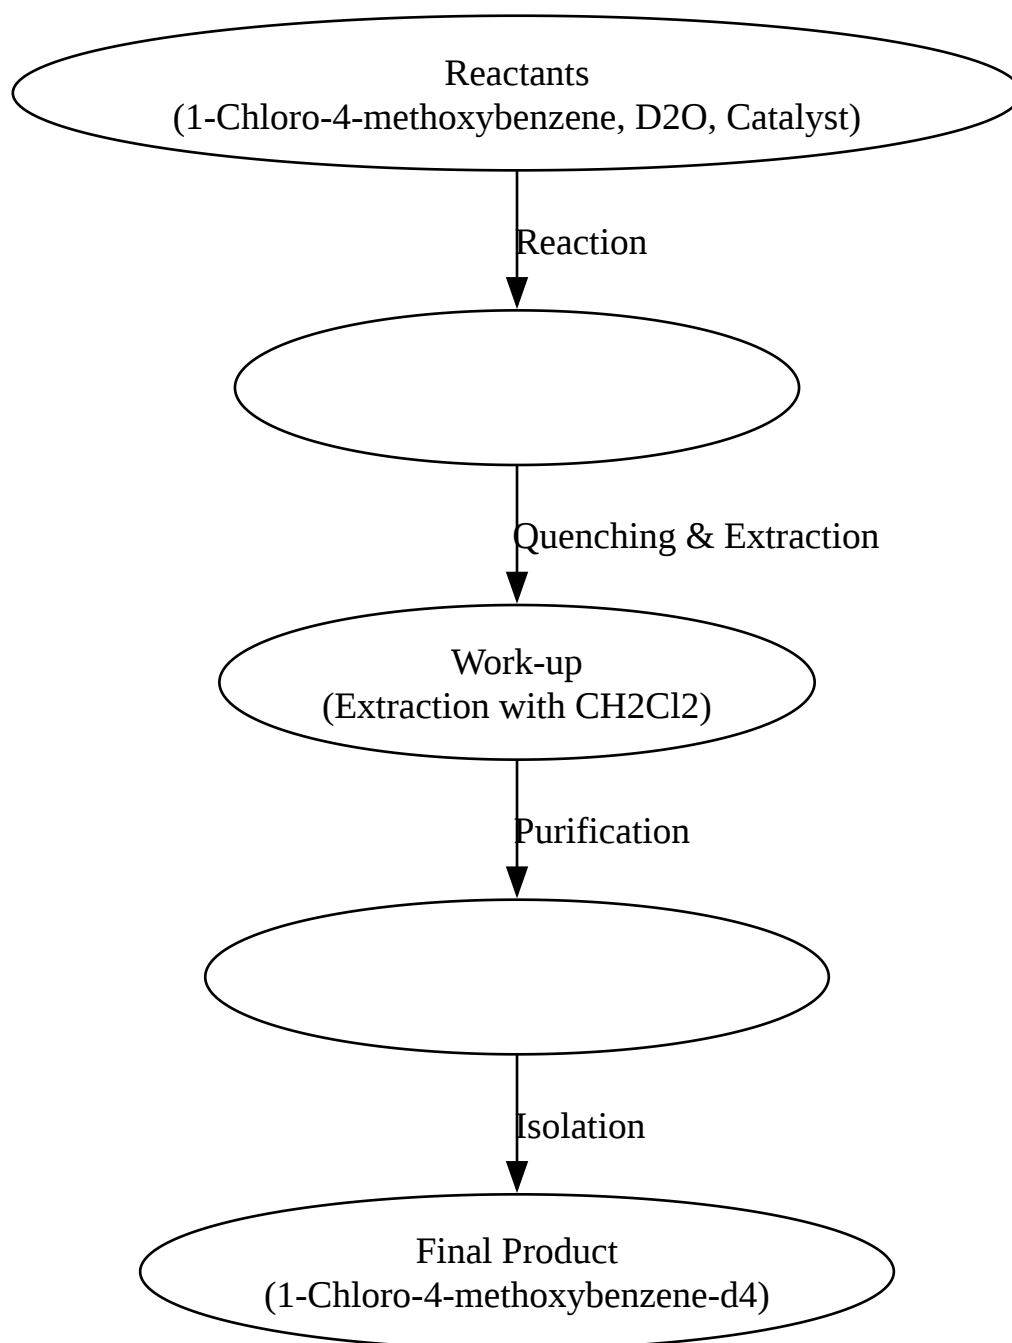 Reactants
(1-Chloro-4-methoxybenzene, D2O, Catalyst)
Reaction
Quenching & Extraction
Work-up
(Extraction with CH2Cl2)
Purification
Isolation
Final Product
(1-Chloro-4-methoxybenzene-d4)